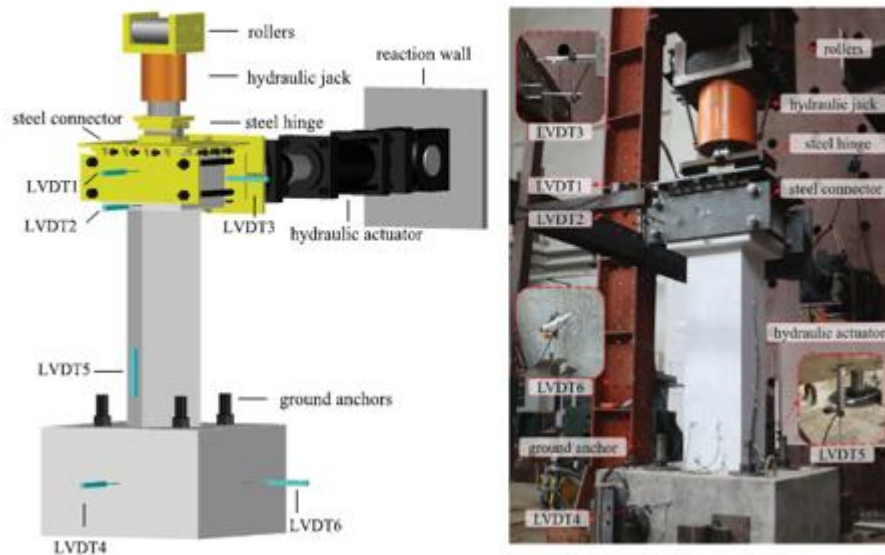 rollers
hydraulic jack
reaction wall
steel connector
steel hinge
LVDT1
LVDT2
LVDT3
hydraulic actuator
LVDT5
ground anchors
LVDT4
LVDT6
rollers
LVDT3
hydraulic jack
steel hinge
LVDT1
steel connector
LVDT2
hydraulic actuator
LVDT6
ground anchor
LVDT5
LVDT4